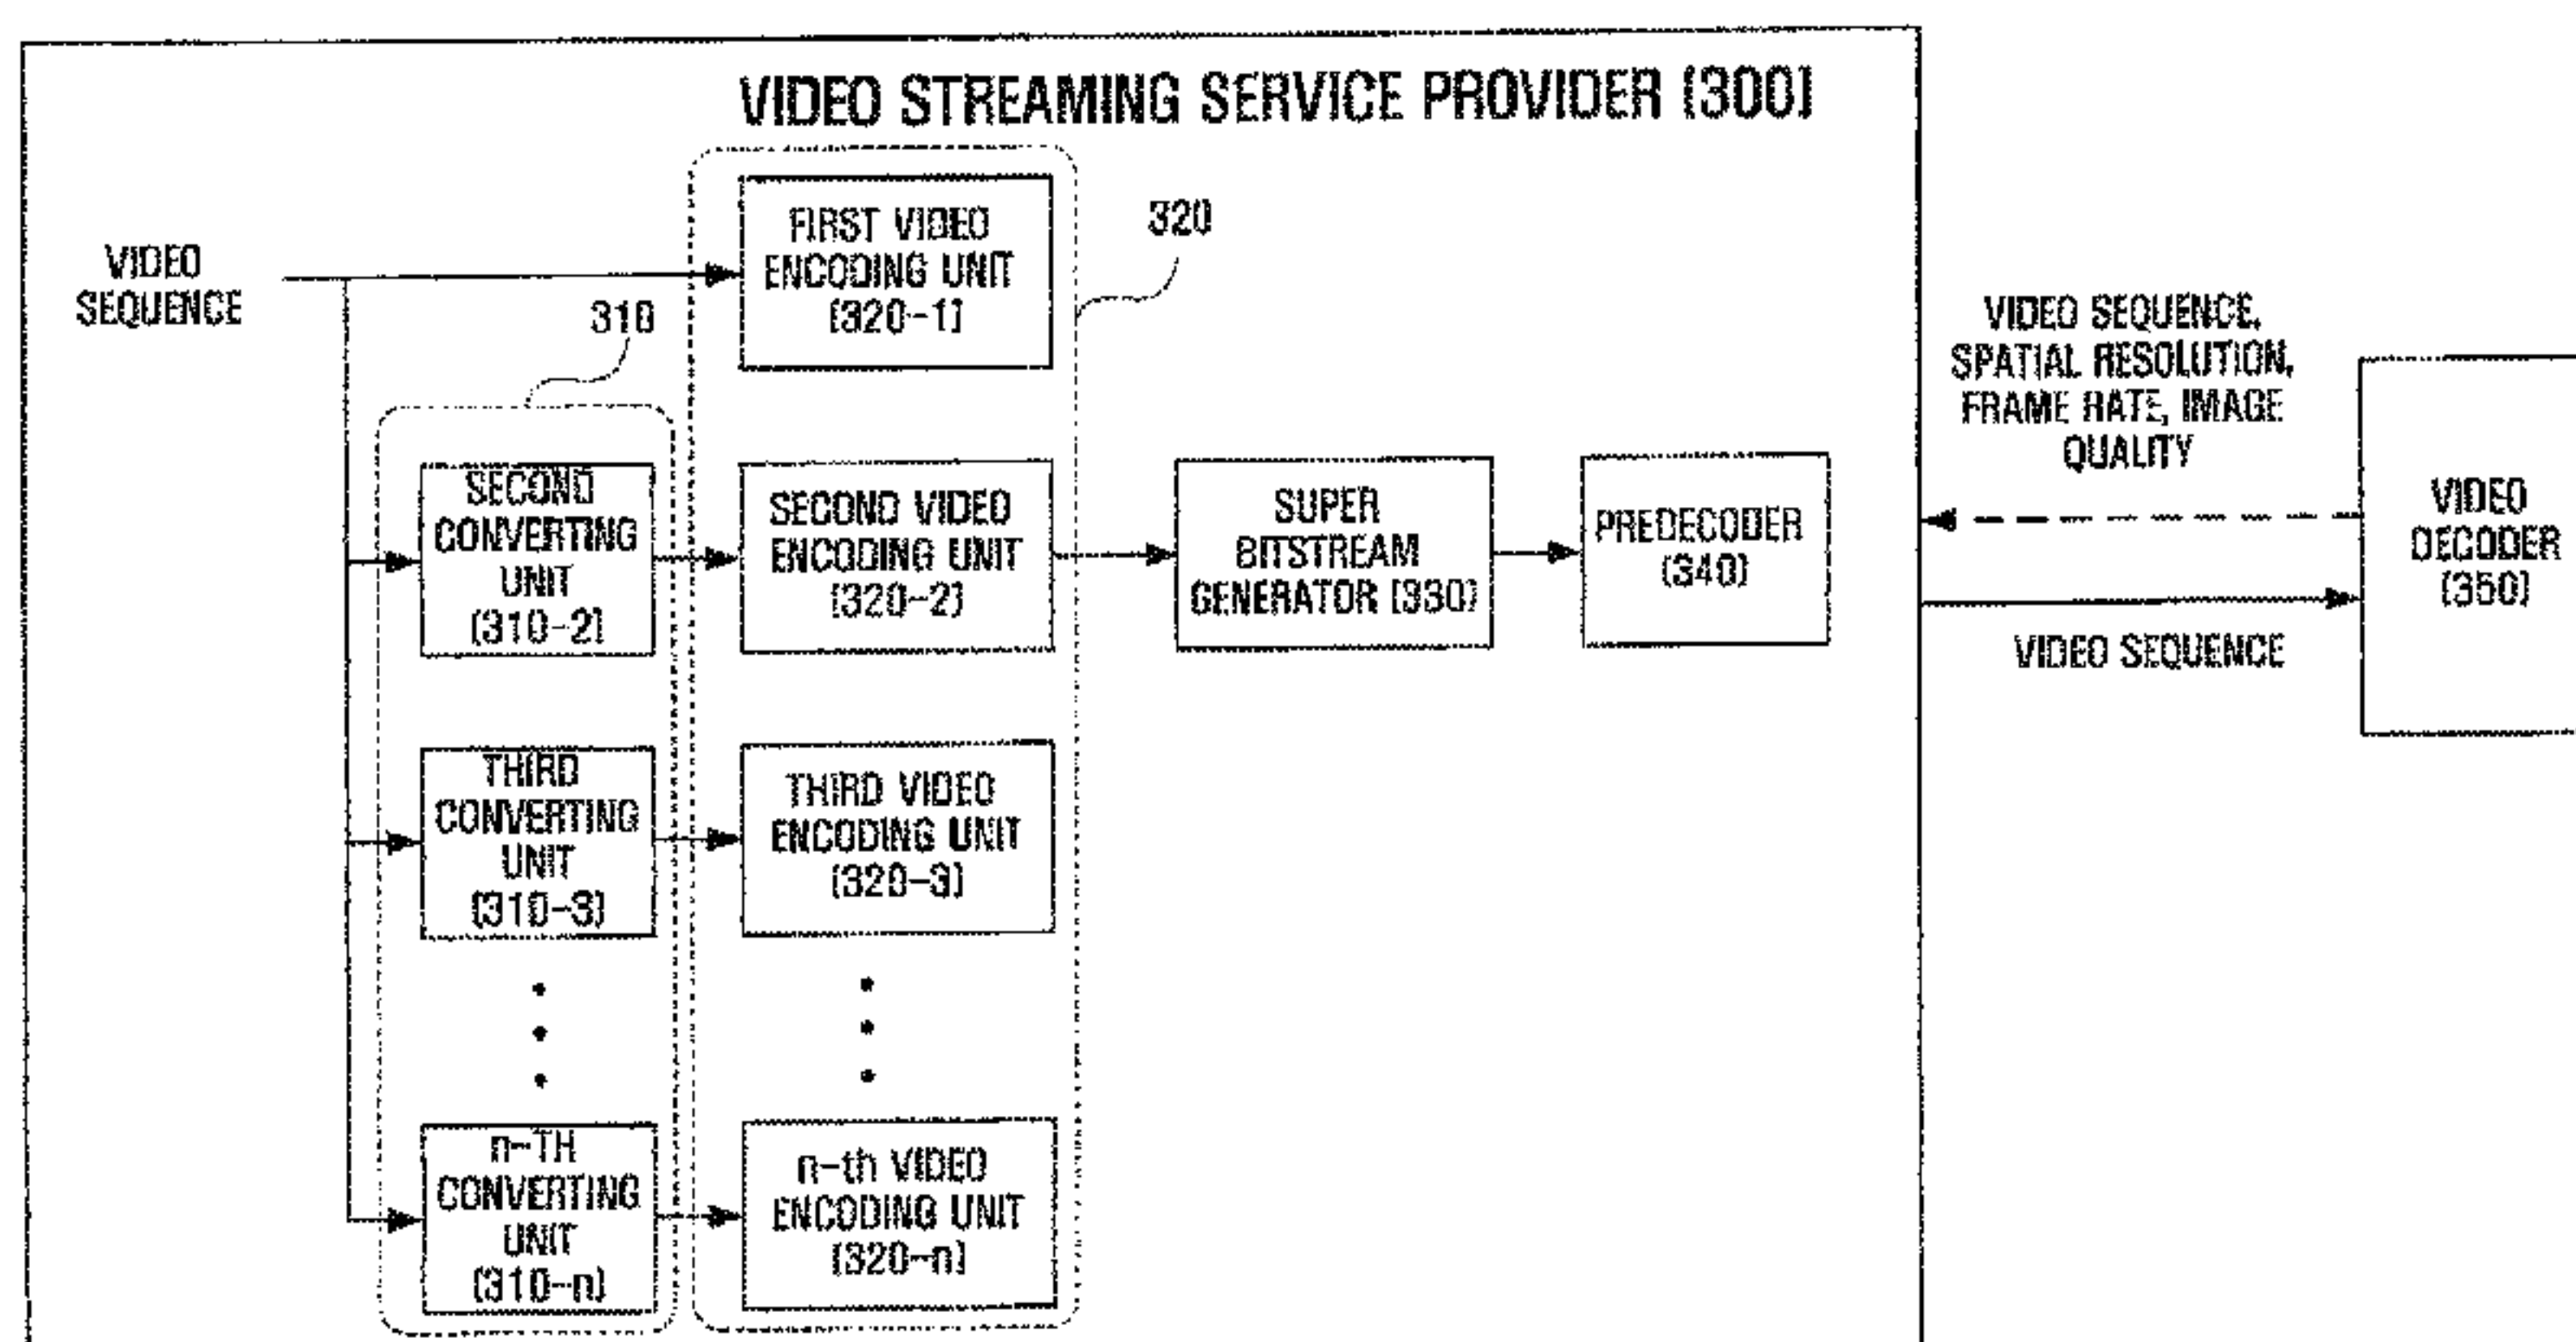 VIDEO STREAMING SERVICE PROVIDER (300)
VIDEO
SEQUENCE
FIRST VIDEO
ENCODING UNIT
(320-1)
320
310
SECOND
CONVERTING
UNIT
(310-2)
SECOND VIDEO
ENCODING UNIT
(320-2)
SUPER
BITSTREAM
GENERATOR (330)
PREDECODER
(340)
VIDEO SEQUENCE,
SPATIAL RESOLUTION,
FRAME RATE, IMAGE
QUALITY
VIDEO SEQUENCE
VIDEO
DECODER
(350)
THIRD
CONVERTING
UNIT
(310-3)
THIRD VIDEO
ENCODING UNIT
(320-3)
n-TH
CONVERTING
UNIT
(310-n)
n-th VIDEO
ENCODING UNIT
(320-n)